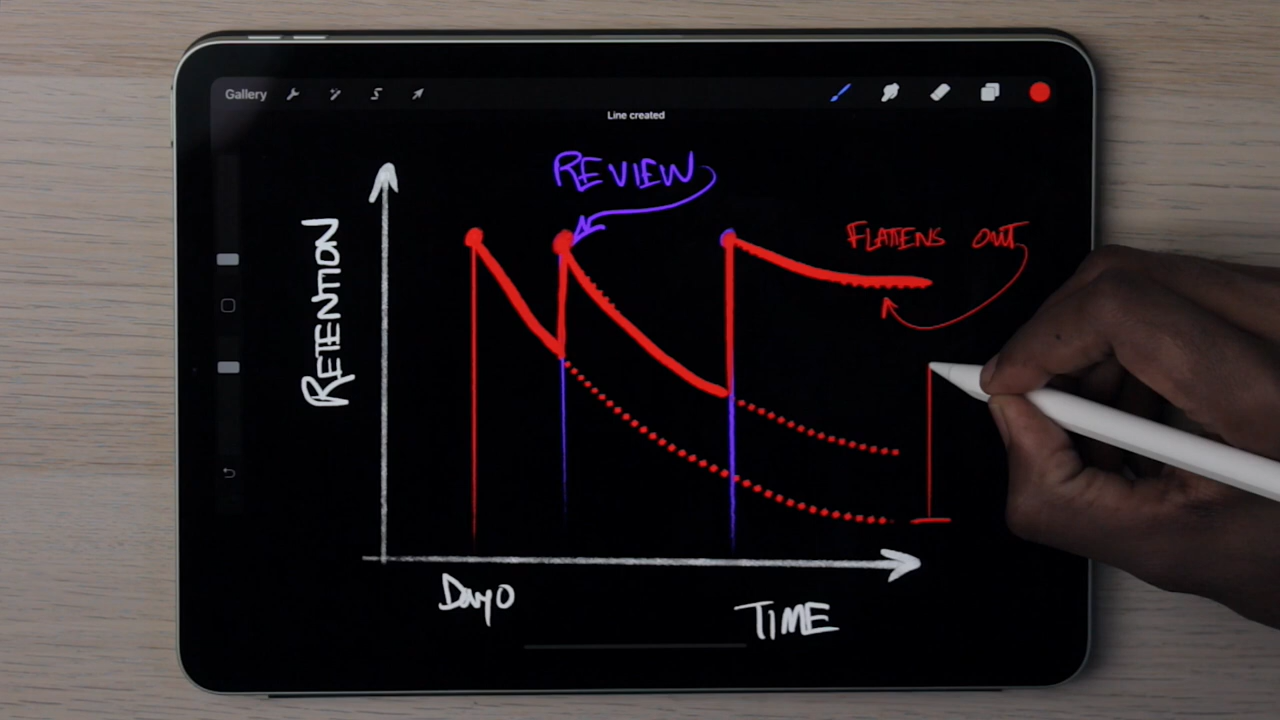 Gallery
Line created
REVIEW
FLATTENS OUT
RETENTION
Day 0
TIME